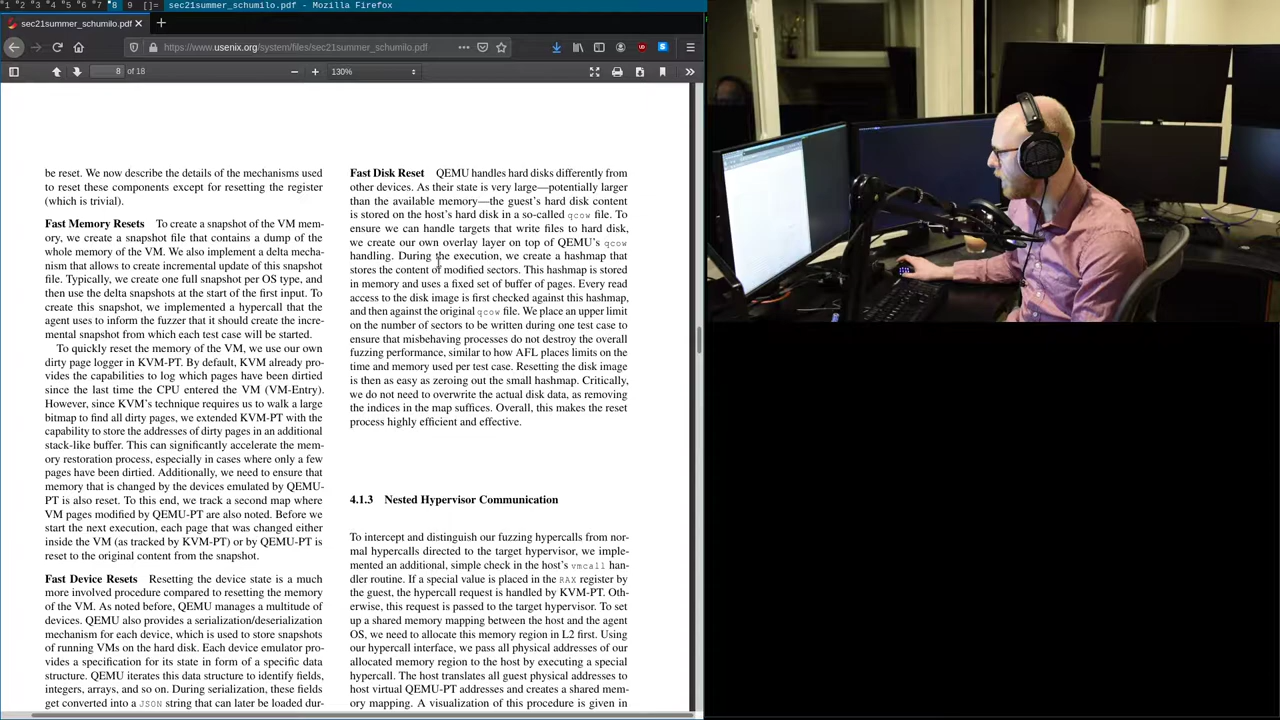 1 2 3 4 5 6 7 8 9 []= sec21summer_schumilo.pdf - Mozilla Firefox
sec21summer_schumilo.pdf
https://www.usenix.org/system/files/sec21summer_schumilo.pdf
8 of 18 130%
be reset. We now describe the details of the mechanisms used
to reset these components except for resetting the register
(which is trivial).
Fast Memory Resets To create a snapshot of the VM mem-
ory, we create a snapshot file that contains a dump of the
whole memory of the VM. We also implement a delta mecha-
nism that allows to create incremental update of this snapshot
file. Typically, we create one full snapshot per OS type, and
then use the delta snapshots at the start of the first input. To
create this snapshot, we implemented a hypercall that the
agent uses to inform the fuzzer that it should create the incre-
mental snapshot from which each test case will be started.
To quickly reset the memory of the VM, we use our own
dirty page logger in KVM-PT. By default, KVM already pro-
vides the capabilities to log which pages have been dirtied
since the last time the CPU entered the VM (VM-Entry).
However, since KVM's technique requires us to walk a large
bitmap to find all dirty pages, we extended KVM-PT with the
capability to store the addresses of dirty pages in an additional
stack-like buffer. This can significantly accelerate the mem-
ory restoration process, especially in cases where only a few
pages have been dirtied. Additionally, we need to ensure that
memory that is changed by the devices emulated by QEMU-
PT is also reset. To this end, we track a second map where
VM pages modified by QEMU-PT are also noted. Before we
start the next execution, each page that was changed either
inside the VM (as tracked by KVM-PT) or by QEMU-PT is
reset to the original content from the snapshot.
Fast Device Resets Resetting the device state is a much
more involved procedure compared to resetting the memory
of the VM. As noted before, QEMU manages a multitude of
devices. QEMU also provides a serialization/deserialization
mechanism for each device, which is used to store snapshots
of running VMs on the hard disk. Each device emulator pro-
vides a specification for its state in form of a specific data
structure. QEMU iterates this data structure to identify fields,
integers, arrays, and so on. During serialization, these fields
get converted into a JSON string that can later be loaded dur-
Fast Disk Reset QEMU handles hard disks differently from
other devices. As their state is very large—potentially larger
than the available memory—the guest's hard disk content
is stored on the host's hard disk in a so-called qcow file. To
ensure we can handle targets that write files to hard disk,
we create our own overlay layer on top of QEMU's qcow
handling. During the execution, we create a hashmap that
stores the content of modified sectors. This hashmap is stored
in memory and uses a fixed set of buffer of pages. Every read
access to the disk image is first checked against this hashmap,
and then against the original qcow file. We place an upper limit
on the number of sectors to be written during one test case to
ensure that misbehaving processes do not destroy the overall
fuzzing performance, similar to how AFL places limits on the
time and memory used per test case. Resetting the disk image
is then as easy as zeroing out the small hashmap. Critically,
we do not need to overwrite the actual disk data, as removing
the indices in the map suffices. Overall, this makes the reset
process highly efficient and effective.
4.1.3 Nested Hypervisor Communication
To intercept and distinguish our fuzzing hypercalls from nor-
mal hypercalls directed to the target hypervisor, we imple-
mented an additional, simple check in the host's vmcall han-
dler routine. If a special value is placed in the RAX register by
the guest, the hypercall request is handled by KVM-PT. Oth-
erwise, this request is passed to the target hypervisor. To set
up a shared memory mapping between the host and the agent
OS, we need to allocate this memory region in L2 first. Using
our hypercall interface, we pass all physical addresses of our
allocated memory region to the host by executing a special
hypercall. The host translates all guest physical addresses to
host virtual QEMU-PT addresses and creates a shared mem-
ory mapping. A visualization of this procedure is given in